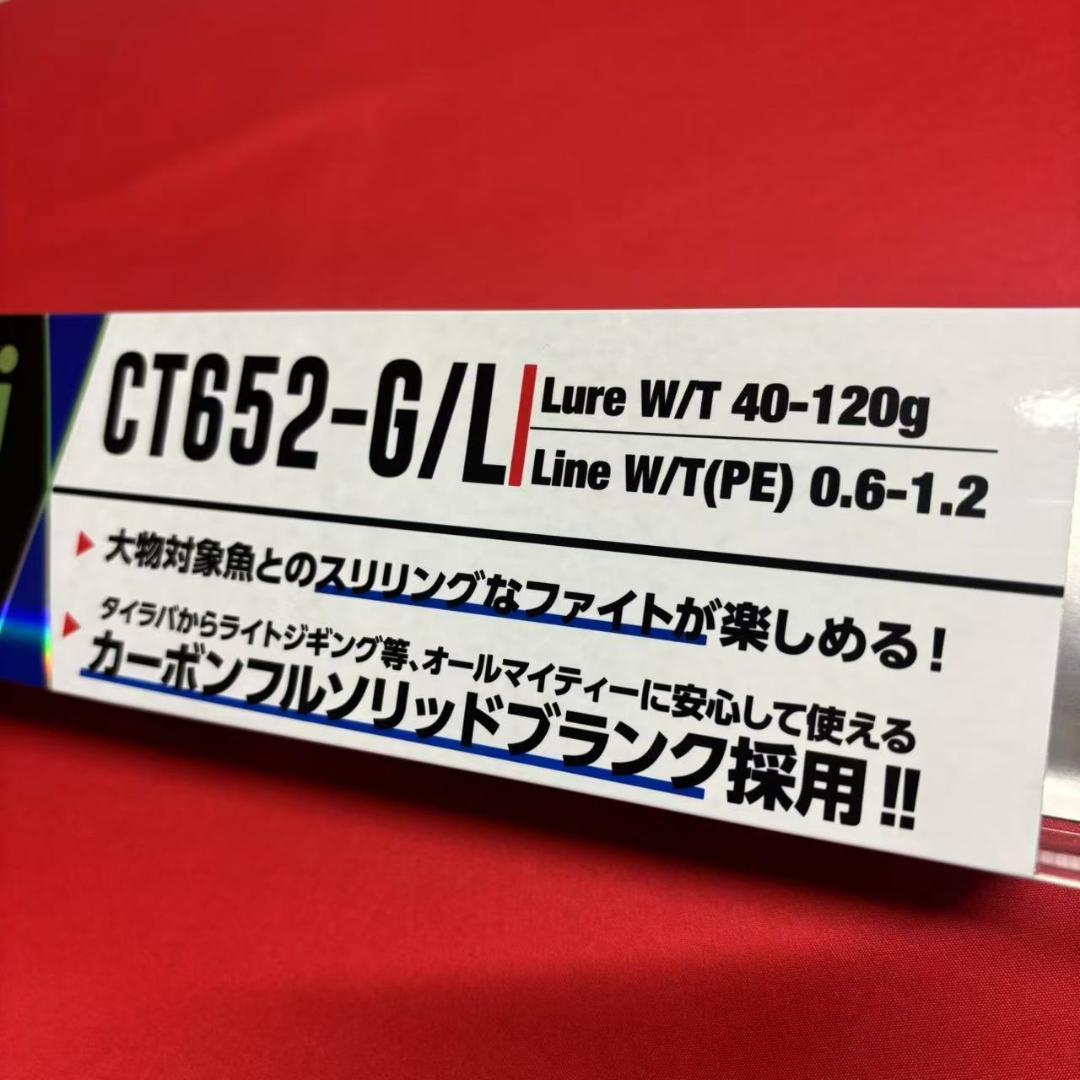 CT652-G/L
Lure W/T 40-120g
Line W/T(PE) 0.6-1.2
大物対象魚とのスリリングなファイトが楽しめる!
タイラバからライトジギング等、オールマイティーに安心して使える
カーボンフルソリッドブランク採用!!